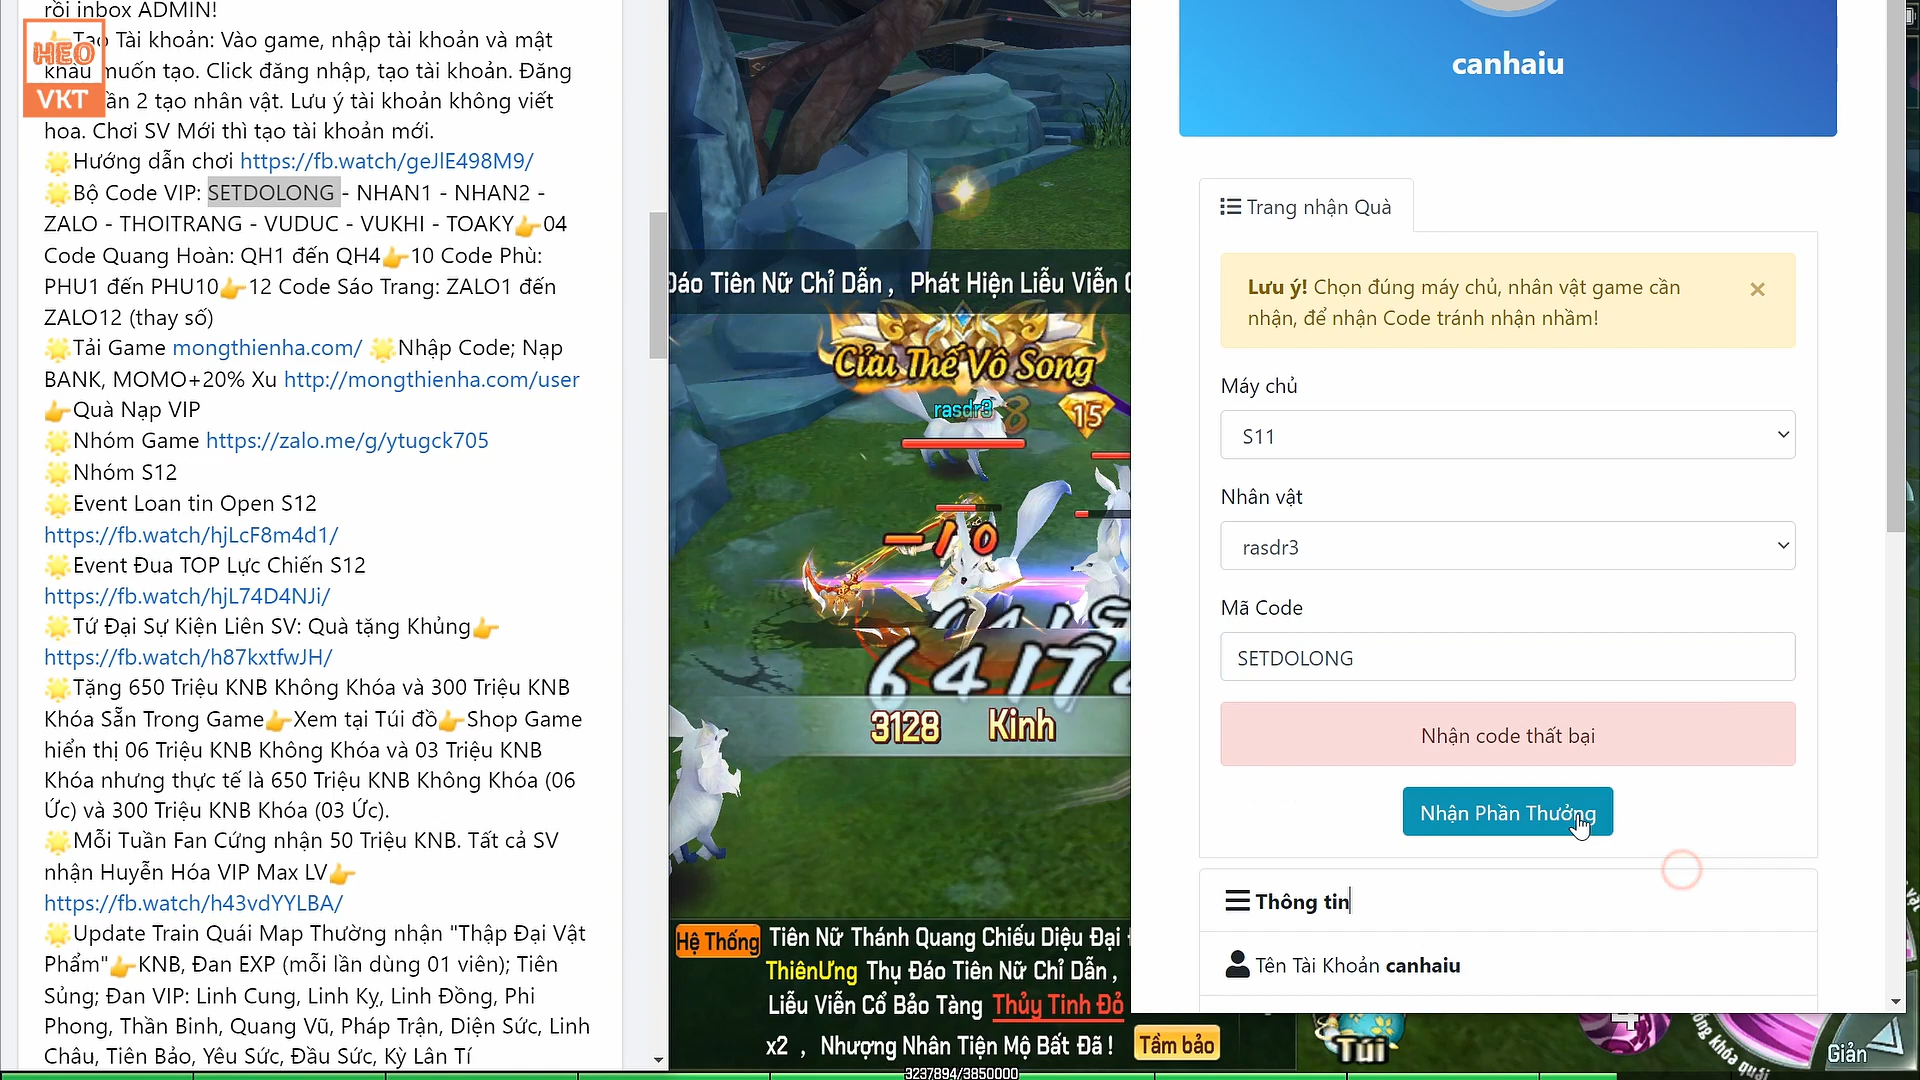 rồi inbox ADMIN!
HEO
VKT
Tạo Tài khoản: Vào game, nhập tài khoản và mật
khẩu muốn tạo. Click đăng nhập, tạo tài khoản. Đăng
lần 2 tạo nhân vật. Lưu ý tài khoản không viết
hoa. Chơi SV Mới thì tạo tài khoản mới.
🌟Hướng dẫn chơi https://fb.watch/geJlE498M9/
🌟Bộ Code VIP: SETDOLONG - NHAN1 - NHAN2 -
ZALO - THOITRANG - VUDUC - VUKHI - TOAKY👉04
Code Quang Hoàn: QH1 đến QH4👉10 Code Phù:
PHU1 đến PHU10👉12 Code Sáo Trang: ZALO1 đến
ZALO12 (thay số)
🌟Tải Game mongthienha.com/ 🌟Nhập Code; Nạp
BANK, MOMO+20% Xu http://mongthienha.com/user
👉Quà Nạp VIP
🌟Nhóm Game https://zalo.me/g/ytugck705
🌟Nhóm S12
🌟Event Loan tin Open S12
https://fb.watch/hjLcF8m4d1/
🌟Event Đua TOP Lực Chiến S12
https://fb.watch/hjL74D4NJi/
🌟Tứ Đại Sự Kiện Liên SV: Quà tặng Khủng👉
https://fb.watch/h87kxtfwJH/
🌟Tặng 650 Triệu KNB Không Khóa và 300 Triệu KNB
Khóa Sẵn Trong Game👉Xem tại Túi đồ👉Shop Game
hiển thị 06 Triệu KNB Không Khóa và 03 Triệu KNB
Khóa nhưng thực tế là 650 Triệu KNB Không Khóa (06
Ức) và 300 Triệu KNB Khóa (03 Ức).
🌟Mỗi Tuần Fan Cứng nhận 50 Triệu KNB. Tất cả SV
nhận Huyễn Hóa VIP Max LV👉
https://fb.watch/h43vdYYLBA/
🌟Update Train Quái Map Thường nhận "Thập Đại Vật
Phẩm"👉KNB, Đan EXP (mỗi lần dùng 01 viên); Tiên
Sủng; Đan VIP: Linh Cung, Linh Kỵ, Linh Đồng, Phi
Phong, Thần Binh, Quang Vũ, Pháp Trận, Diện Sức, Linh
Châu, Tiên Bảo, Yêu Sức, Đầu Sức, Kỳ Lân Tí
Đáo Tiên Nữ Chỉ Dẫn, Phát Hiện Liễu Viễn
Cửu Thế Vô Song
rasdr3
15
-10
3128 Kinh
Hệ Thống Tiên Nữ Thánh Quang Chiếu Diệu Đại
ThiênƯng Thụ Đáo Tiên Nữ Chỉ Dẫn,
Liễu Viễn Cổ Bảo Tàng Thủy Tinh Đỏ
x2 , Nhượng Nhân Tiện Mộ Bất Đã! Tầm bảo
3237894/3850000
canhaiu
Trang nhận Quà
Lưu ý! Chọn đúng máy chủ, nhân vật game cần ×
nhận, để nhận Code tránh nhận nhầm!
Máy chủ
S11
Nhân vật
rasdr3
Mã Code
SETDOLONG
Nhận code thất bại
Nhận Phần Thưởng
Thông tin
Tên Tài Khoản canhaiu
Túi
Giản